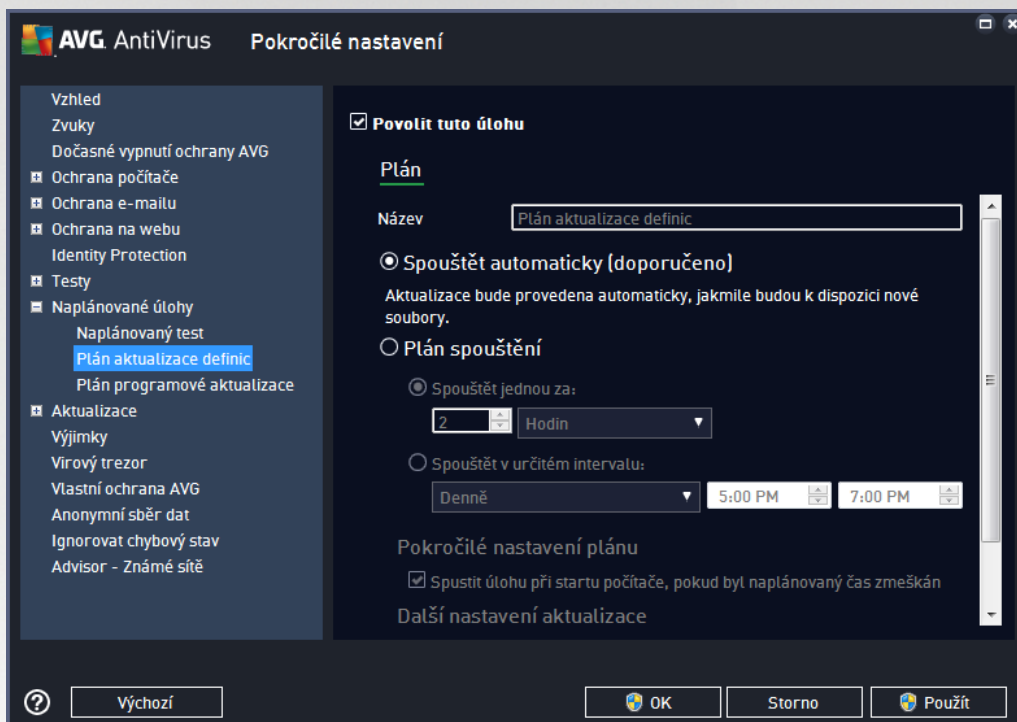 AVG. AntiVirus Pokročilé nastavení
Vzhled
Zvuky
Dočasné vypnutí ochrany AVG
Ochrana počítače
Ochrana e-mailu
Ochrana na webu
Identity Protection
Testy
Naplánované úlohy
Naplánovaný test
Plán aktualizace definic
Plán programové aktualizace
Aktualizace
Výjimky
Virový trezor
Vlastní ochrana AVG
Anonymní sběr dat
Ignorovat chybový stav
Advisor - Známé sítě
Povolit tuto úlohu
Plán
Název Plán aktualizace definic
Spouštět automaticky (doporučeno)
Aktualizace bude provedena automaticky, jakmile budou k dispozici nové
soubory.
Plán spouštění
Spouštět jednou za:
2 Hodin
Spouštět v určitém intervalu:
Denně 5:00 PM 7:00 PM
Pokročilé nastavení plánu
Spustit úlohu při startu počítače, pokud byl naplánovaný čas zmeškán
Další nastavení aktualizace
? Výchozí OK Storno Použít